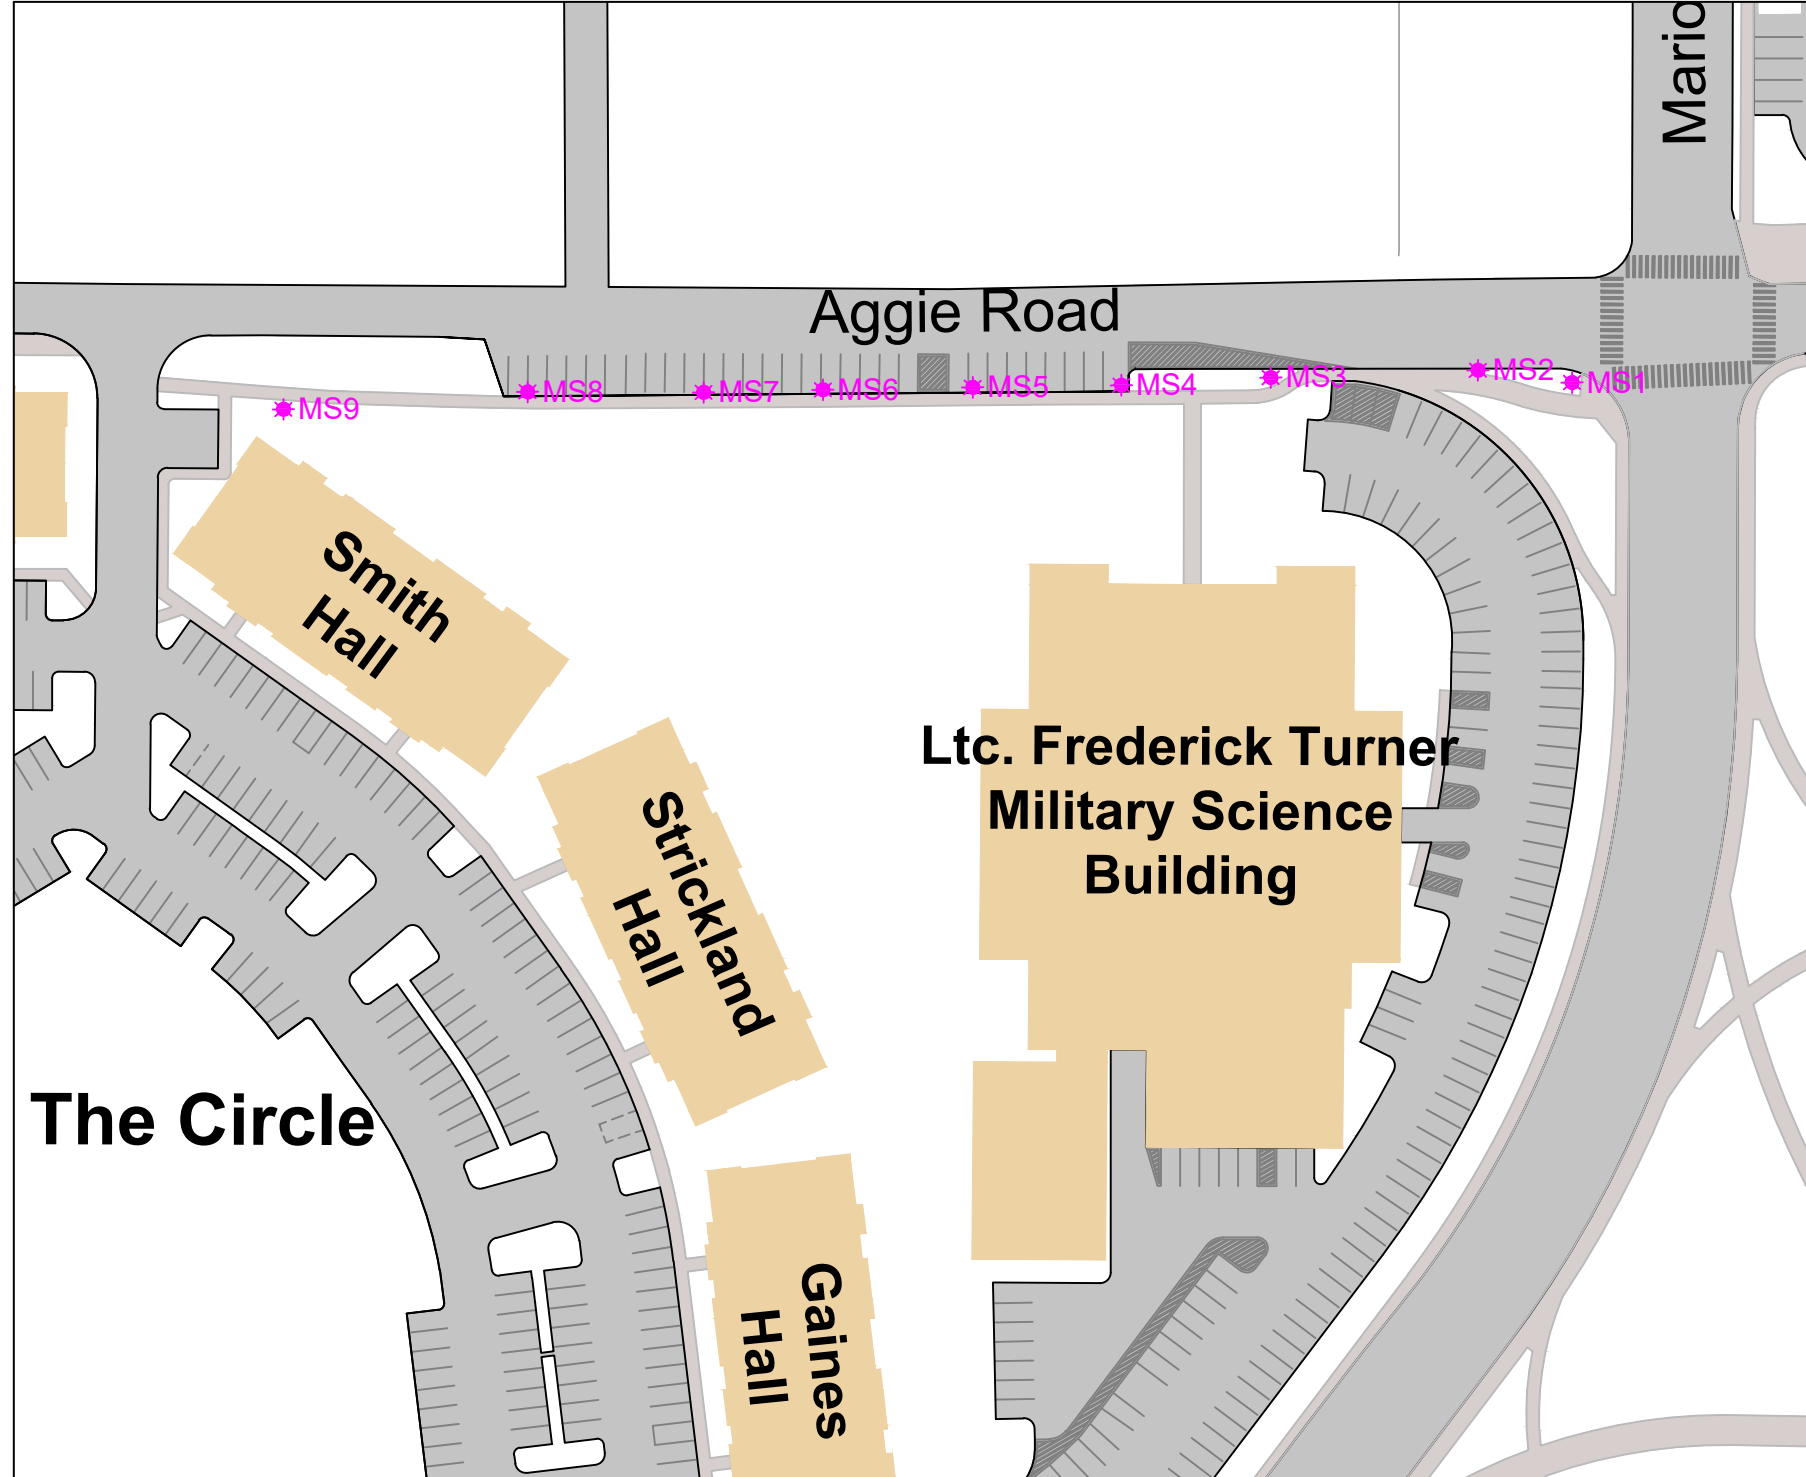 Mario
Aggie Road
MS9
MS8
MS7
MS6
MS5
MS4
MS3
MS2
MS1
Smith
Hall
Strickland
Hall
Ltc. Frederick Turner
Military Science
Building
The Circle
Gaines
Hall